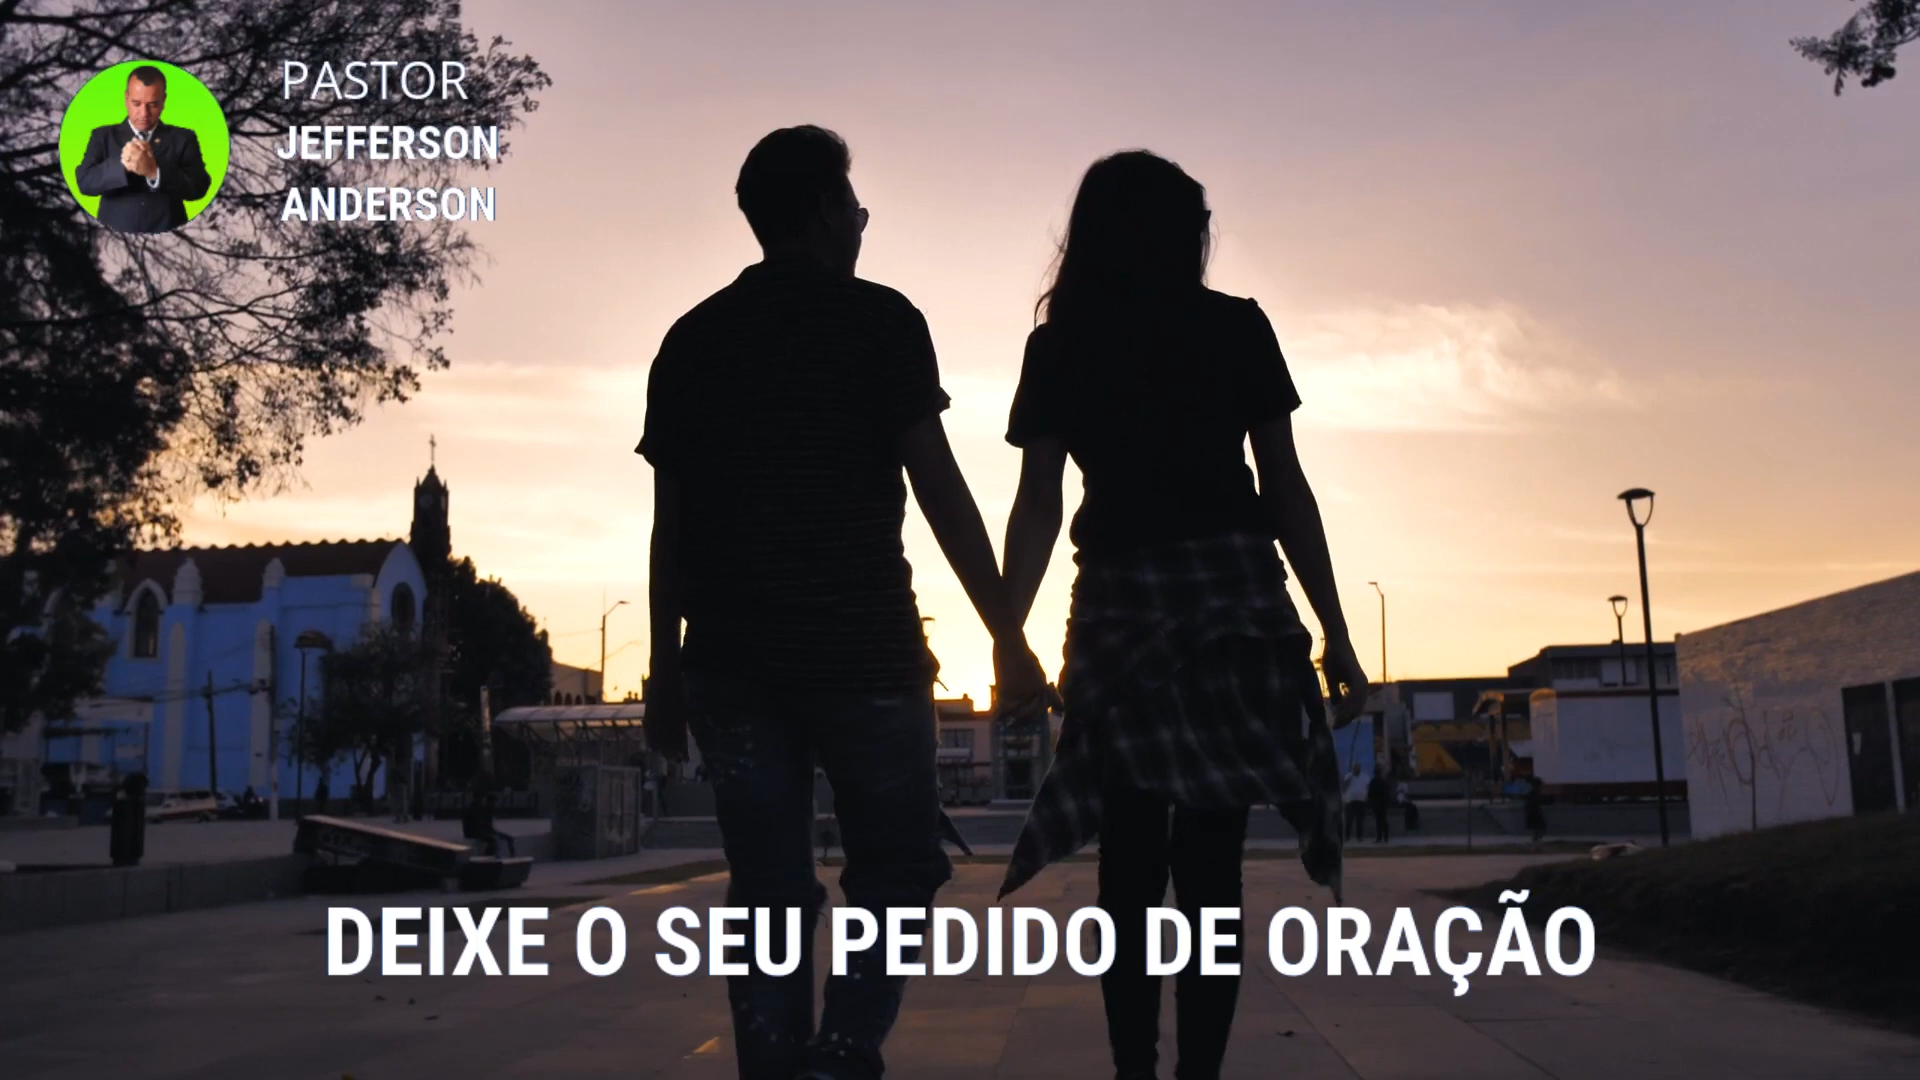 PASTOR
JEFFERSON
ANDERSON
DEIXE O SEU PEDIDO DE ORAÇÃO